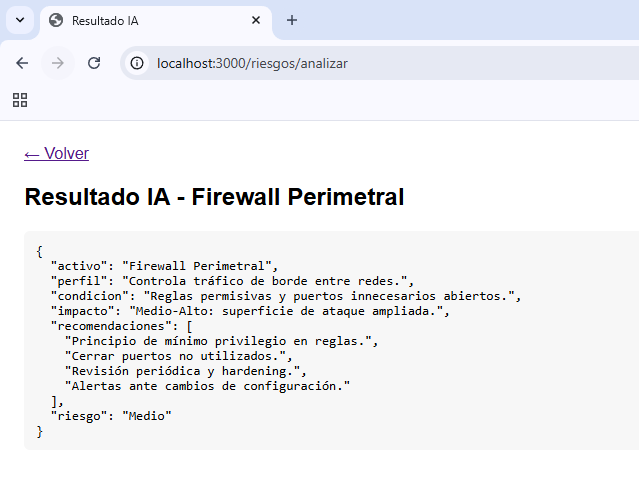 Resultado IA
localhost:3000/riesgos/analizar
← Volver
Resultado IA - Firewall Perimetral
{
  "activo": "Firewall Perimetral",
  "perfil": "Controla tráfico de borde entre redes.",
  "condicion": "Reglas permisivas y puertos innecesarios abiertos.",
  "impacto": "Medio-Alto: superficie de ataque ampliada.",
  "recomendaciones": [
    "Principio de mínimo privilegio en reglas.",
    "Cerrar puertos no utilizados.",
    "Revisión periódica y hardening.",
    "Alertas ante cambios de configuración."
  ],
  "riesgo": "Medio"
}